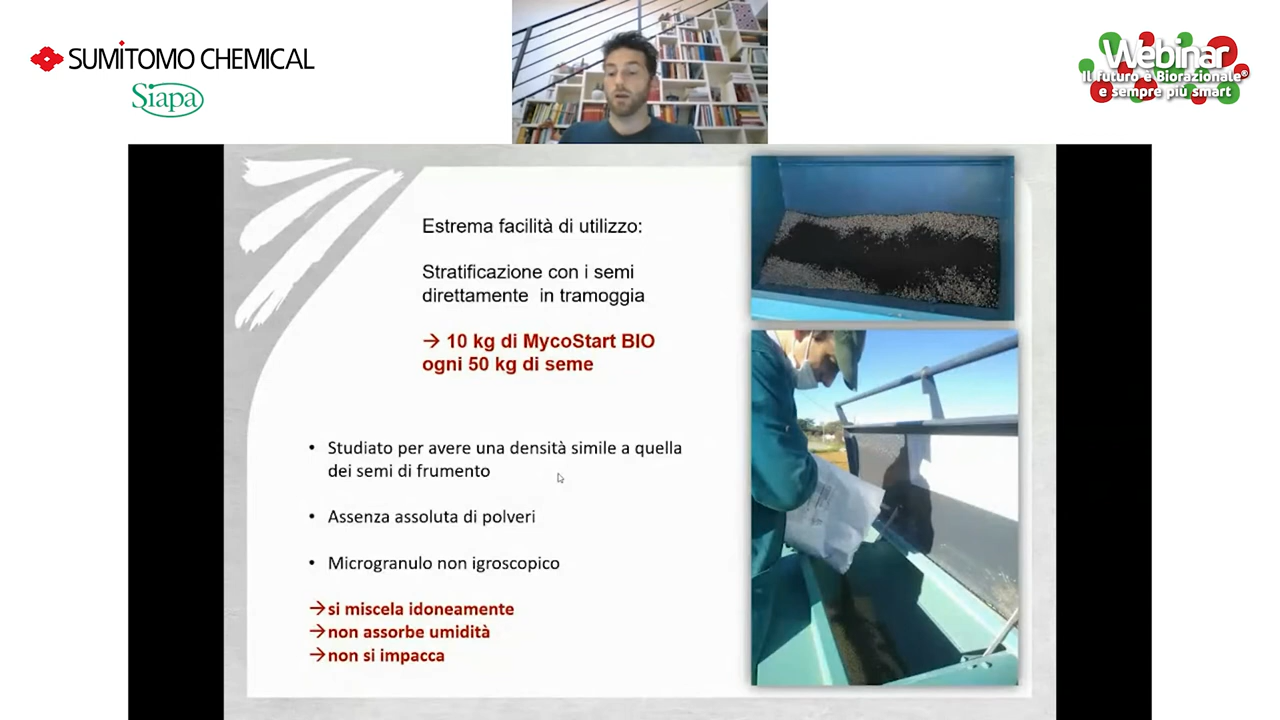 SUMITOMO CHEMICAL
Siapa
Webinar
Il futuro è Biorazionale®
e sempre più smart
Estrema facilità di utilizzo:
Stratificazione con i semi
direttamente in tramoggia
→ 10 kg di MycoStart BIO
ogni 50 kg di seme
• Studiato per avere una densità simile a quella
dei semi di frumento
• Assenza assoluta di polveri
• Microgranulo non igroscopico
→si miscela idoneamente
→non assorbe umidità
→non si impacca